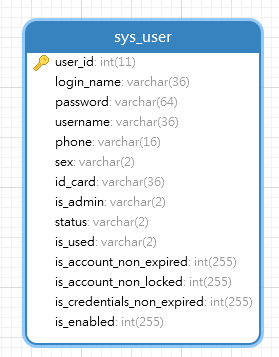 sys_user
user_id: int(11)
login_name: varchar(36)
password: varchar(64)
username: varchar(36)
phone: varchar(16)
sex: varchar(2)
id_card: varchar(36)
is_admin: varchar(2)
status: varchar(2)
is_used: varchar(2)
is_account_non_expired: int(255)
is_account_non_locked: int(255)
is_credentials_non_expired: int(255)
is_enabled: int(255)